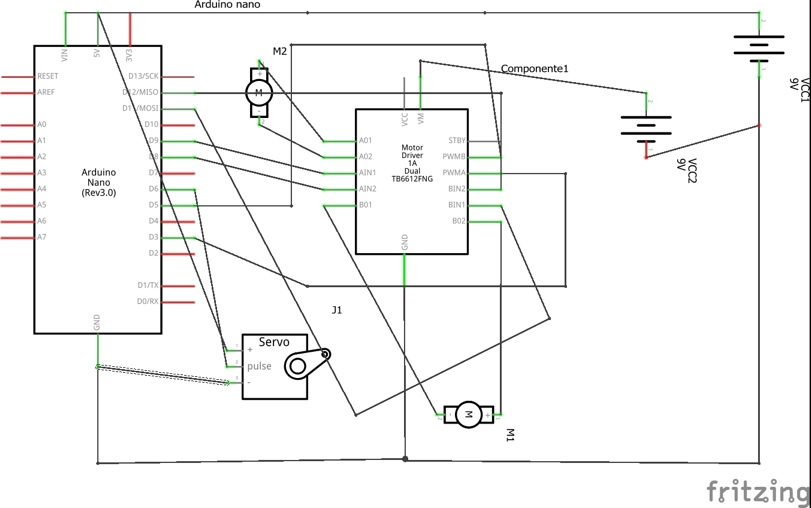 Arduino nano
VIN
5V
3V3
RESET
AREF
A0
A1
A2
A3
A4
A5
A6
A7
Arduino
Nano
(Rev3.0)
D13/SCK
D12/MISO
D11/MOSI
D10
D9
D8
D7
D6
D5
D4
D3
D2
D1/TX
D0/RX
GND
M2
+
M
-
VCC
VM
A01
A02
AIN1
AIN2
B01
Motor
Driver
1A
Dual
TB6612FNG
STBY
PWMB
PWMA
BIN2
BIN1
B02
GND
Componente1
VCC1
9V
VCC2
9V
J1
Servo
+
pulse
-
M
M1
fritzing